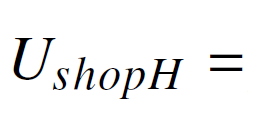 U_{shopH} =